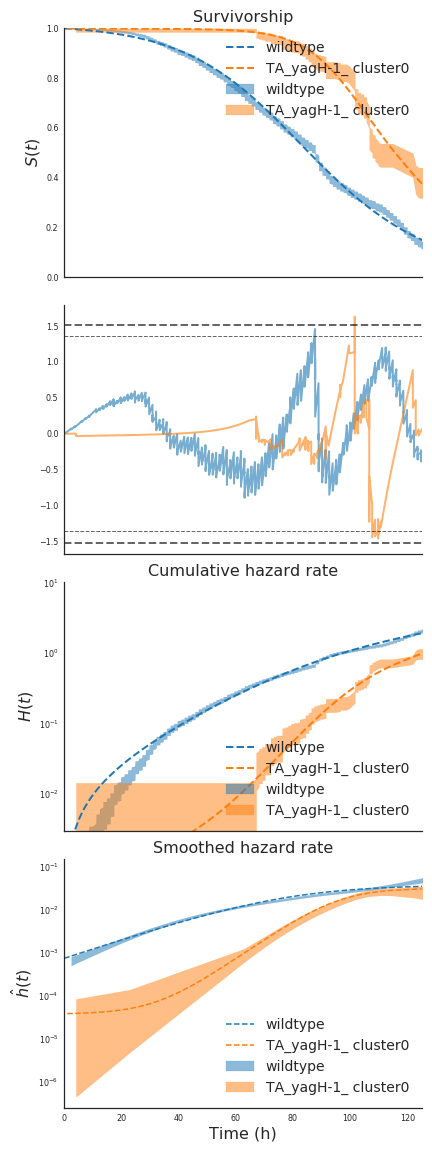 Survivorship
1.0
0.8
0.6
0.4
0.2
0.0
S(t)
wildtype
TA_yagH-1_ cluster0
wildtype
TA_yagH-1_ cluster0
1.5
1.0
0.5
0.0
−0.5
−1.0
−1.5
Cumulative hazard rate
10¹
10⁰
10⁻¹
10⁻²
H(t)
wildtype
TA_yagH-1_ cluster0
wildtype
TA_yagH-1_ cluster0
Smoothed hazard rate
10⁻¹
10⁻²
10⁻³
10⁻⁴
10⁻⁵
10⁻⁶
ĥ(t)
wildtype
TA_yagH-1_ cluster0
wildtype
TA_yagH-1_ cluster0
0 20 40 60 80 100 120
Time (h)